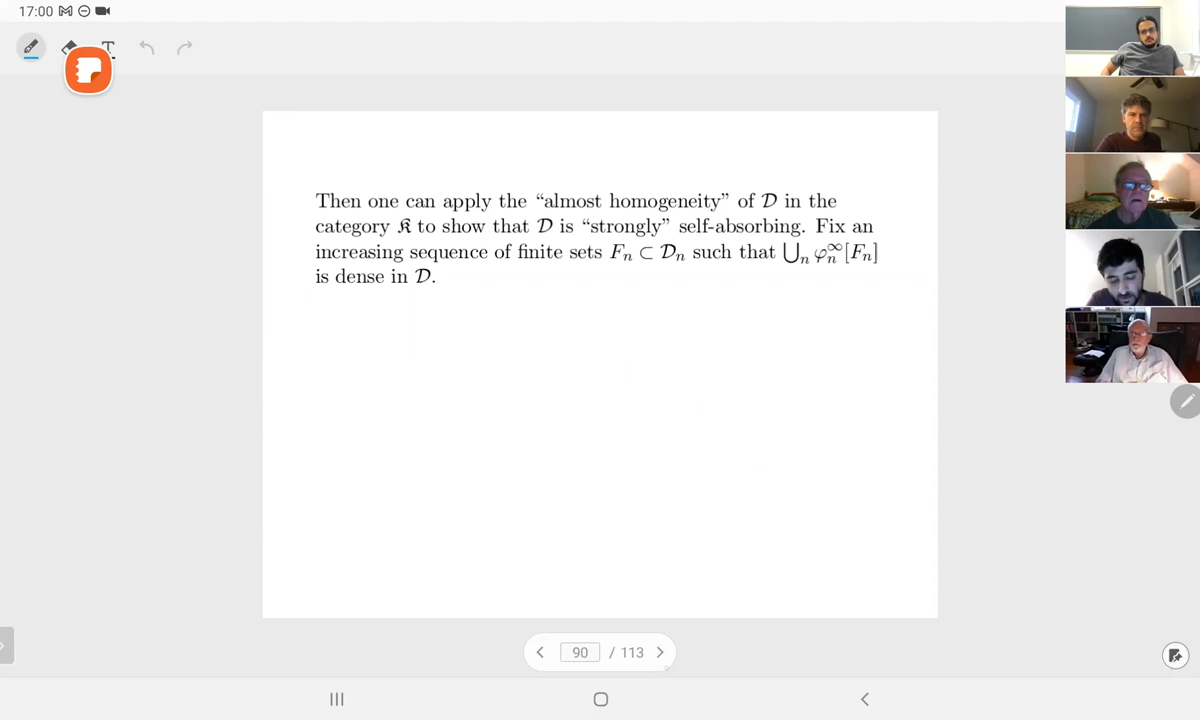 17:00
T
Then one can apply the “almost homogeneity” of 𝒟 in the
category 𝔎 to show that 𝒟 is “strongly” self-absorbing. Fix an
increasing sequence of finite sets Fₙ ⊂ 𝒟ₙ such that ⋃ₙ φₙ^∞[Fₙ]
is dense in 𝒟.
90 / 113